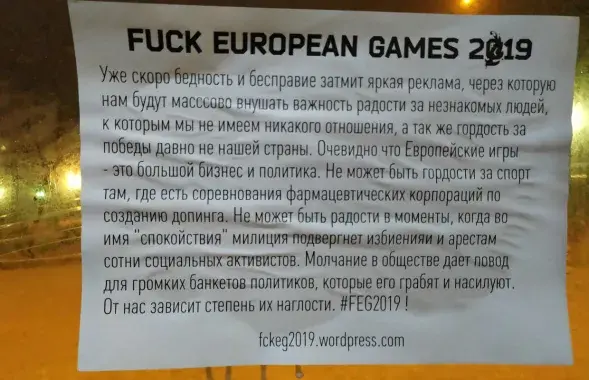 FUCK EUROPEAN GAMES 2019
Уже скоро бедность и бесправие затмит яркая реклама, через которую
нам будут масссово внушать важность радости за незнакомых людей,
к которым мы не имеем никакого отношения, а так же гордость за
победы давно не нашей страны. Очевидно что Европейские игры
- это большой бизнес и политика. Не может быть гордости за спорт
там, где есть соревнования фармацевтических корпораций по
созданию допинга. Не может быть радости в моменты, когда во
имя "спокойствия" милиция подвергнет избиенияи и арестам
сотни социальных активистов. Молчание в обществе дает повод
для громких банкетов политиков, которые его грабят и насилуют.
От нас зависит степень их наглости. #FEG2019 !
fckeg2019.wordpress.com